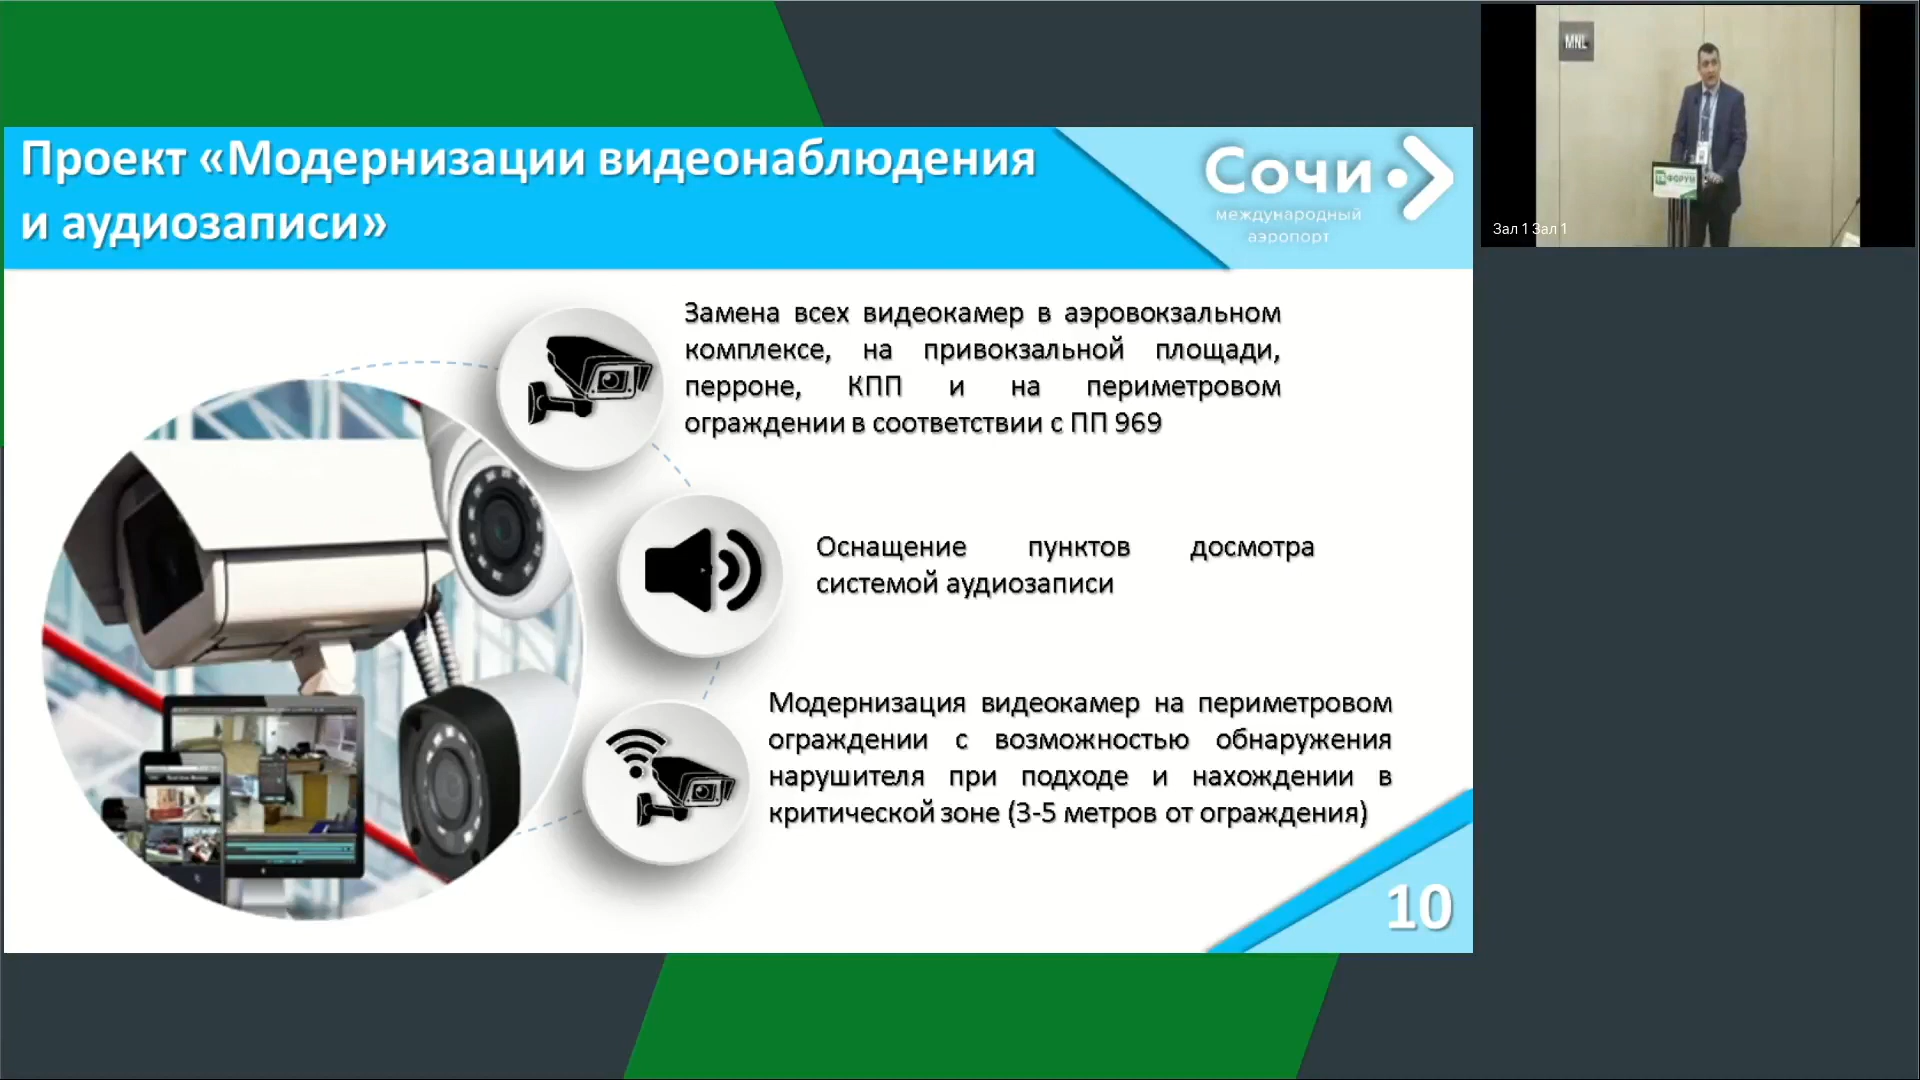 Проект «Модернизации видеонаблюдения
и аудиозаписи»
Сочи
международный
аэропорт
Замена всех видеокамер в аэровокзальном
комплексе, на привокзальной площади,
перроне, КПП и на периметровом
ограждении в соответствии с ПП 969
Оснащение пунктов досмотра
системой аудиозаписи
Модернизация видеокамер на периметровом
ограждении с возможностью обнаружения
нарушителя при подходе и нахождении в
критической зоне (3-5 метров от ограждения)
10
MNL
ФОРУМ
Зал 1 Зал 1